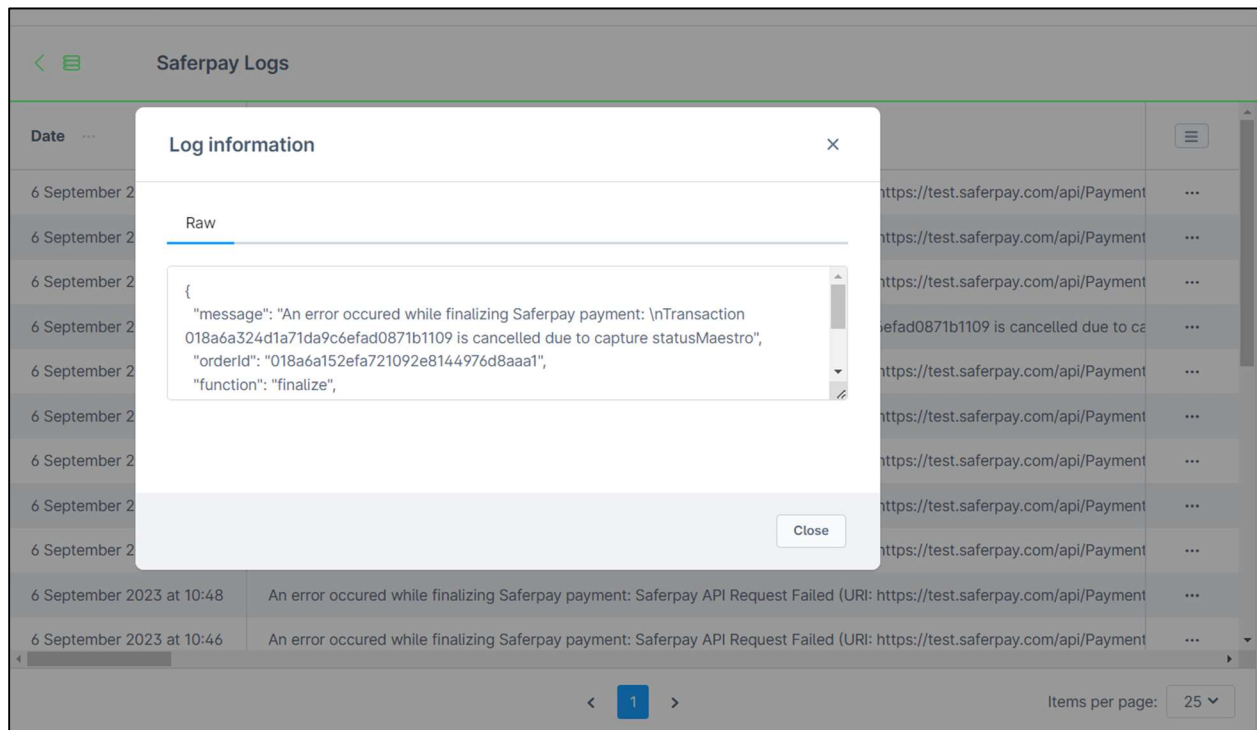 Saferpay Logs
Date ...
Log information
Raw
{
"message": "An error occured while finalizing Saferpay payment: \nTransaction
018a6a324d1a71da9c6efad0871b1109 is cancelled due to capture statusMaestro",
"orderId": "018a6a152efa721092e8144976d8aaa1",
"function": "finalize",
Close
6 September 2 https://test.saferpay.com/api/Payment ...
6 September 2 https://test.saferpay.com/api/Payment ...
6 September 2 https://test.saferpay.com/api/Payment ...
6 September 2 efad0871b1109 is cancelled due to ca ...
6 September 2 https://test.saferpay.com/api/Payment ...
6 September 2 https://test.saferpay.com/api/Payment ...
6 September 2 https://test.saferpay.com/api/Payment ...
6 September 2 https://test.saferpay.com/api/Payment ...
6 September 2 https://test.saferpay.com/api/Payment ...
6 September 2023 at 10:48 An error occured while finalizing Saferpay payment: Saferpay API Request Failed (URI: https://test.saferpay.com/api/Payment ...
6 September 2023 at 10:46 An error occured while finalizing Saferpay payment: Saferpay API Request Failed (URI: https://test.saferpay.com/api/Payment ...
1
Items per page: 25